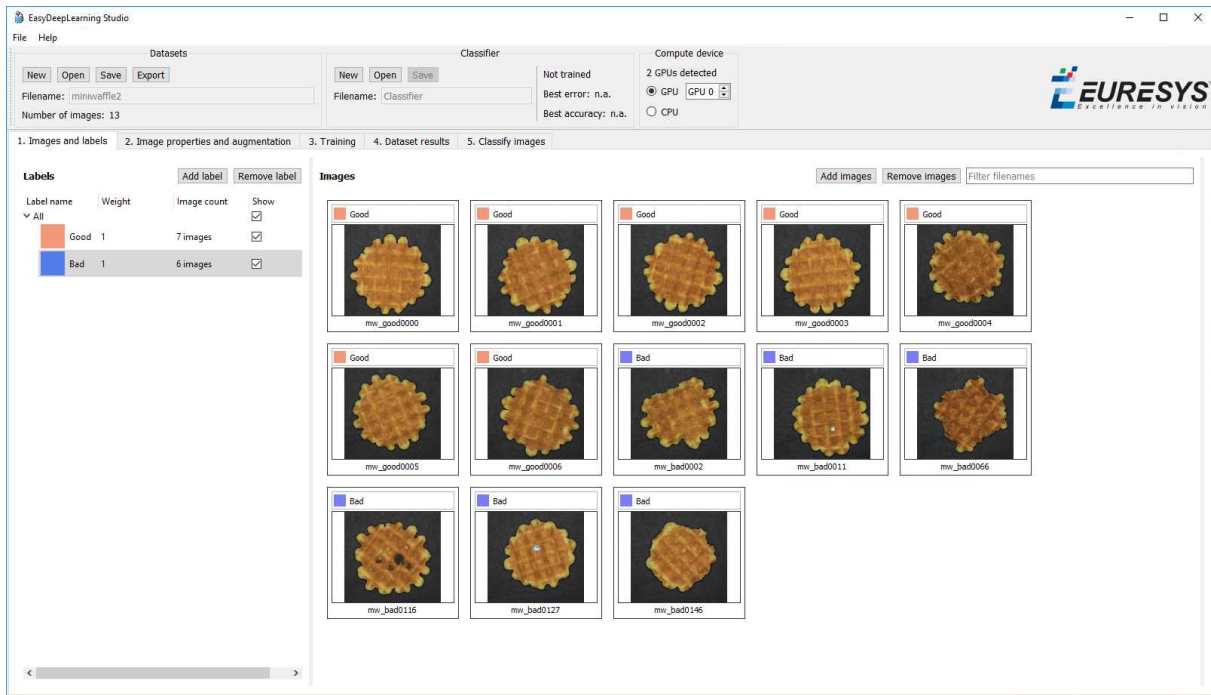 EasyDeepLearning Studio
File Help
Datasets
New Open Save Export
Filename: miniwaffle2
Number of images: 13
Classifier
New Open Save
Filename: Classifier
Not trained
Best error: n.a.
Best accuracy: n.a.
Compute device
2 GPUs detected
GPU GPU 0
CPU
EURESYS
Excellence in vision
1. Images and labels 2. Image properties and augmentation 3. Training 4. Dataset results 5. Classify images
Labels Add label Remove label
Label name Weight Image count Show
All
Good 1 7 images
Bad 1 6 images
Images Add images Remove images Filter filenames
Good Good Good Good Good
mw_good0000 mw_good0001 mw_good0002 mw_good0003 mw_good0004
Good Good Bad Bad Bad
mw_good0005 mw_good0006 mw_bad0002 mw_bad0011 mw_bad0066
Bad Bad Bad
mw_bad0116 mw_bad0127 mw_bad0146